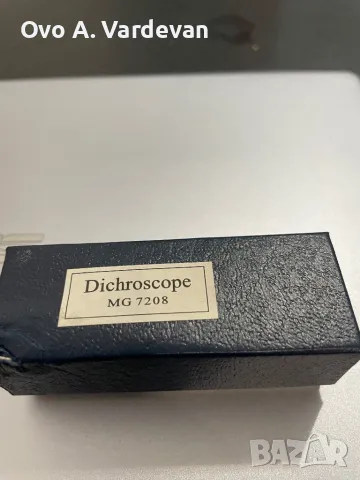 Ovo A. Vardevan
Dichroscope
MG 7208
BAZAR